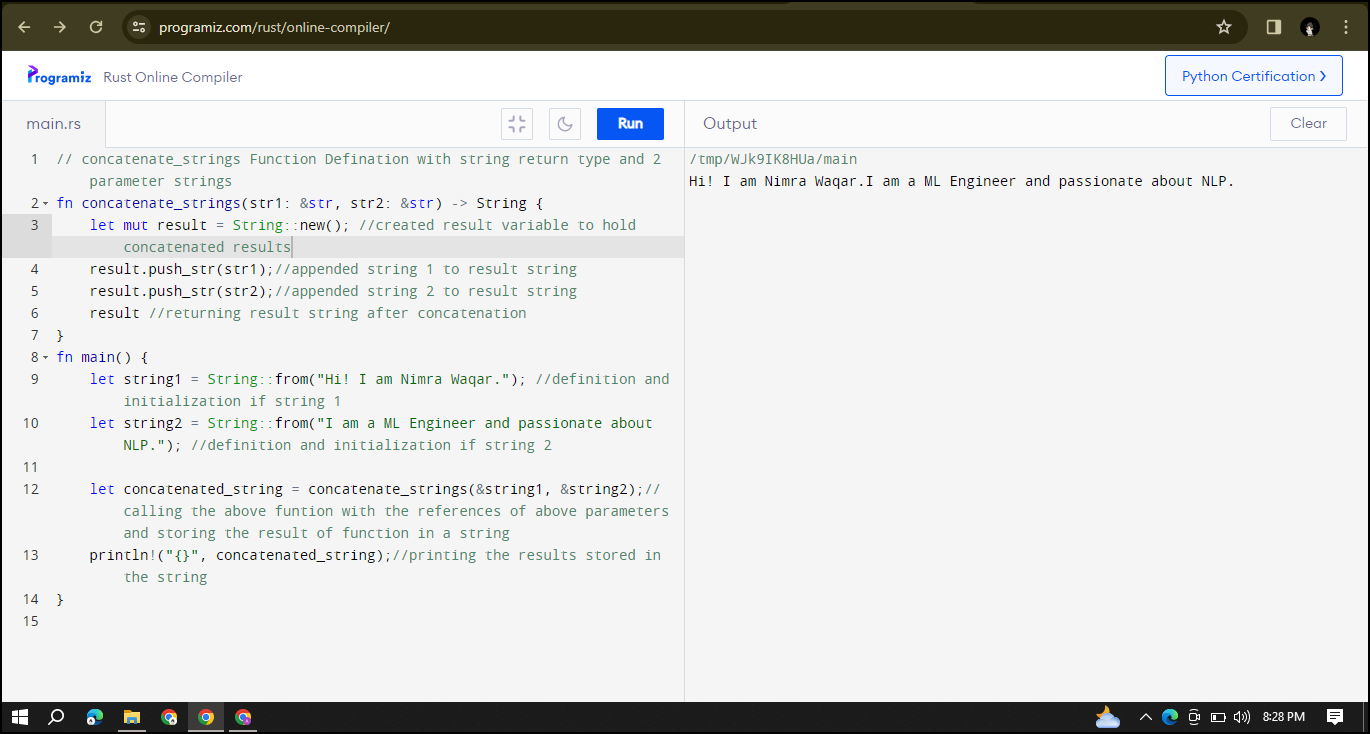 programiz.com/rust/online-compiler/
Programiz Rust Online Compiler
Python Certification
main.rs
Run
Output
Clear
1 // concatenate_strings Function Defination with string return type and 2
parameter strings
2 fn concatenate_strings(str1: &str, str2: &str) -> String {
3 let mut result = String::new(); //created result variable to hold
concatenated results
4 result.push_str(str1);//appended string 1 to result string
5 result.push_str(str2);//appended string 2 to result string
6 result //returning result string after concatenation
7 }
8 fn main() {
9 let string1 = String::from("Hi! I am Nimra Waqar."); //definition and
initialization if string 1
10 let string2 = String::from("I am a ML Engineer and passionate about
NLP."); //definition and initialization if string 2
11
12 let concatenated_string = concatenate_strings(&string1, &string2);//
calling the above funtion with the references of above parameters
and storing the result of function in a string
13 println!("{}", concatenated_string);//printing the results stored in
the string
14 }
15
/tmp/WJk9IK8HUa/main
Hi! I am Nimra Waqar.I am a ML Engineer and passionate about NLP.
8:28 PM